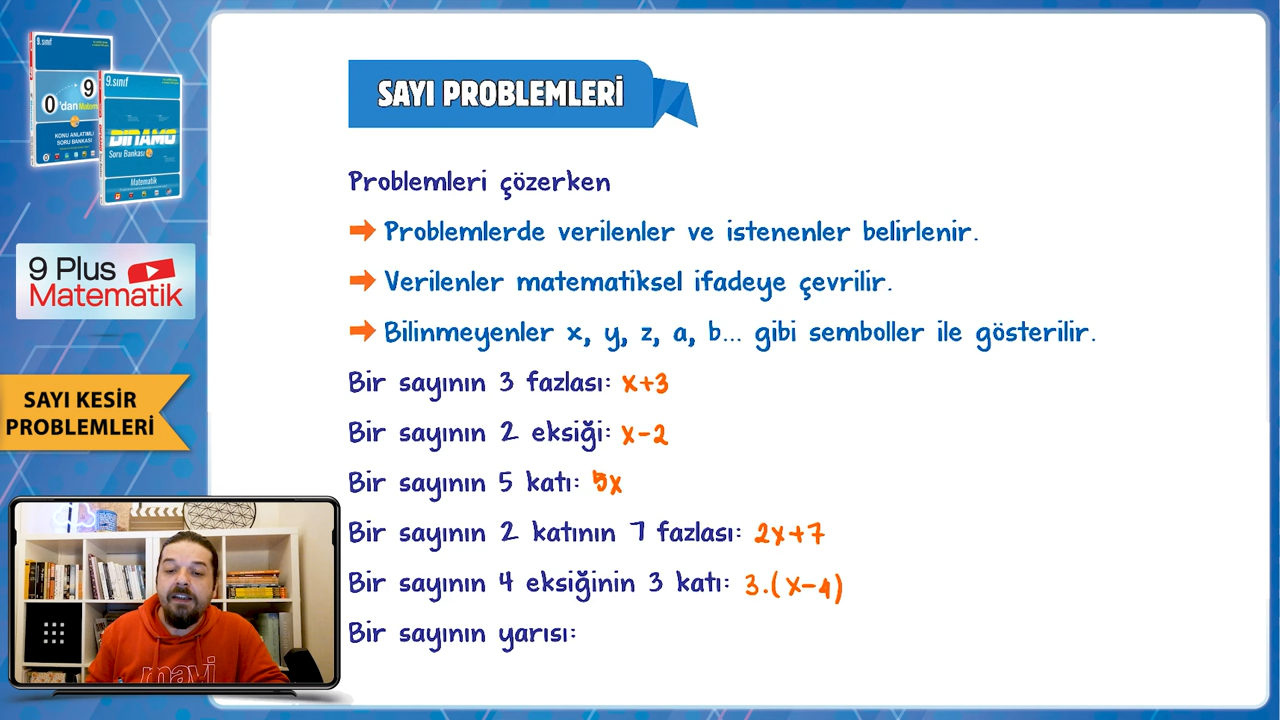 9.sınıf
0'dan 9
Matematik
KONU ANLATIMLI
SORU BANKASI
9.sınıf
DİNAMO
Soru Bankası
Matematik
9 Plus
Matematik
SAYI KESİR
PROBLEMLERİ
SAYI PROBLEMLERİ
Problemleri çözerken
Problemlerde verilenler ve istenenler belirlenir.
Verilenler matematiksel ifadeye çevrilir.
Bilinmeyenler x, y, z, a, b... gibi semboller ile gösterilir.
Bir sayının 3 fazlası: x+3
Bir sayının 2 eksiği: x-2
Bir sayının 5 katı: 5x
Bir sayının 2 katının 7 fazlası: 2x+7
Bir sayının 4 eksiğinin 3 katı: 3.(x-4)
Bir sayının yarısı:
mavi